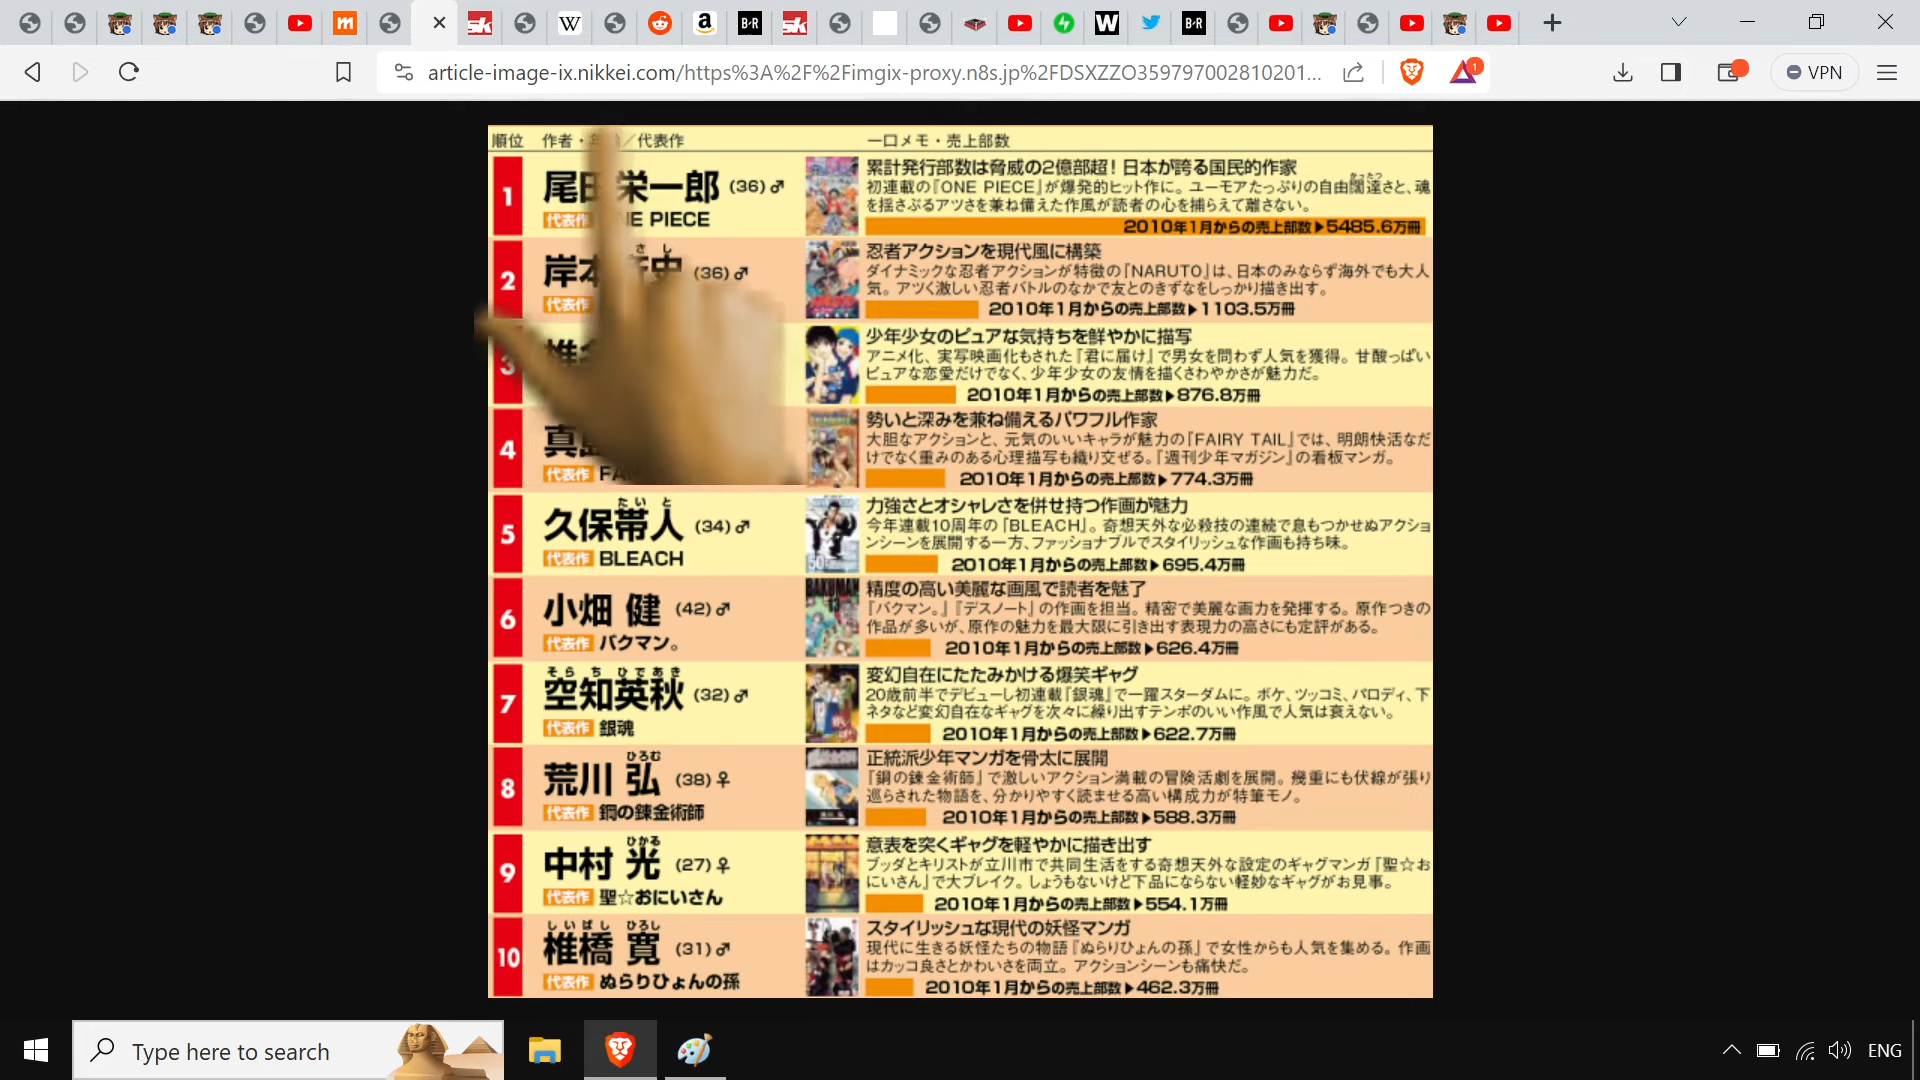 article-image-ix.nikkei.com/https%3A%2F%2Fimgix-proxy.n8s.jp%2FDSXZZO359797002810201...
1
VPN
順位 作者・ ／代表作 一口メモ・売上部数
1
尾田栄一郎 (36)♂
代表作 NE PIECE
累計発行部数は脅威の2億部超！日本が誇る国民的作家
かったつ
初連載の『ONE PIECE』が爆発的ヒット作に。ユーモアたっぷりの自由闊達さと、魂
を揺さぶるアツさを兼ね備えた作風が読者の心を捕らえて離さない。
2010年1月からの売上部数▶5485.6万冊
2
さ し
岸本 史 (36)♂
代表作
忍者アクションを現代風に構築
ダイナミックな忍者アクションが特徴の『NARUTO』は、日本のみならず海外でも大人
気。アツく激しい忍者バトルのなかで友とのきずなをしっかり描き出す。
2010年1月からの売上部数▶1103.5万冊
3
少年少女のピュアな気持ちを鮮やかに描写
アニメ化、実写映画化もされた『君に届け』で男女を問わず人気を獲得。甘酸っぱい
ピュアな恋愛だけでなく、少年少女の友情を描くさわやかさが魅力だ。
2010年1月からの売上部数▶876.8万冊
4
真
代表作 FA
勢いと深みを兼ね備えるパワフル作家
大胆なアクションと、元気のいいキャラが魅力の『FAIRY TAIL』では、明朗快活なだ
けでなく重みのある心理描写も織り交ぜる。『週刊少年マガジン』の看板マンガ。
2010年1月からの売上部数▶774.3万冊
5
たい と
久保帯人 (34)♂
代表作 BLEACH
力強さとオシャレさを併せ持つ作画が魅力
今年連載10周年の『BLEACH』。奇想天外な必殺技の連続で息もつかせぬアクショ
ンシーンを展開する一方、ファッショナブルでスタイリッシュな作画も持ち味。
2010年1月からの売上部数▶695.4万冊
6
小畑 健 (42)♂
代表作 バクマン。
精度の高い美麗な画風で読者を魅了
『バクマン。』『デスノート』の作画を担当。精密で美麗な画力を発揮する。原作つきの
作品が多いが、原作の魅力を最大限に引き出す表現力の高さにも定評がある。
2010年1月からの売上部数▶626.4万冊
7
そら ち ひであき
空知英秋 (32)♂
代表作 銀魂
変幻自在にたたみかける爆笑ギャグ
20歳前半でデビューし初連載『銀魂』で一躍スターダムに。ボケ、ツッコミ、パロディ、下
ネタなど変幻自在なギャグを次々に繰り出すテンポのいい作風で人気は衰えない。
2010年1月からの売上部数▶622.7万冊
8
ひろむ
荒川 弘 (38)♀
代表作 鋼の錬金術師
正統派少年マンガを骨太に展開
『鋼の錬金術師』で激しいアクション満載の冒険活劇を展開。幾重にも伏線が張り
巡らされた物語を、分かりやすく読ませる高い構成力が特筆モノ。
2010年1月からの売上部数▶588.3万冊
9
ひかる
中村 光 (27)♀
代表作 聖☆おにいさん
意表を突くギャグを軽やかに描き出す
ブッダとキリストが立川市で共同生活をする奇想天外な設定のギャグマンガ『聖☆お
にいさん』で大ブレイク。しょうもないけど下品にならない軽妙なギャグがお見事。
2010年1月からの売上部数▶554.1万冊
10
しいばし ひろし
椎橋 寛 (31)♂
代表作 ぬらりひょんの孫
スタイリッシュな現代の妖怪マンガ
現代に生きる妖怪たちの物語『ぬらりひょんの孫』で女性からも人気を集める。作画
はカッコ良さとかわいさを両立。アクションシーンも痛快だ。
2010年1月からの売上部数▶462.3万冊
Type here to search
ENG